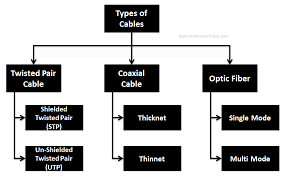 Types of
Cables
Twisted Pair
Cable
Coaxial
Cable
Optic Fiber
Shielded
Twisted Pair
(STP)
Thicknet
Single Mode
Un-Shielded
Twisted Pair
(UTP)
Thinnet
Multi Mode